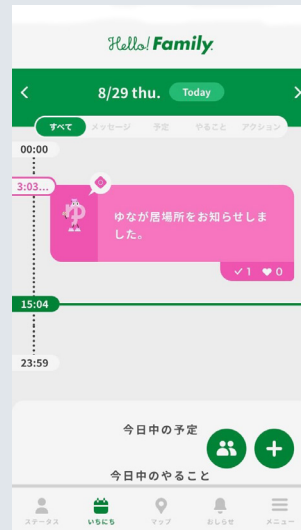 Hello! Family.
8/29 thu. Today
すべて メッセージ 予定 やること アクション
00:00
3:03...
ゆ
ゆなが居場所をお知らせしま
した。
✓1 ♥0
15:04
23:59
今日中の予定
今日中のやること
ステータス いちにち マップ おしらせ メニュー